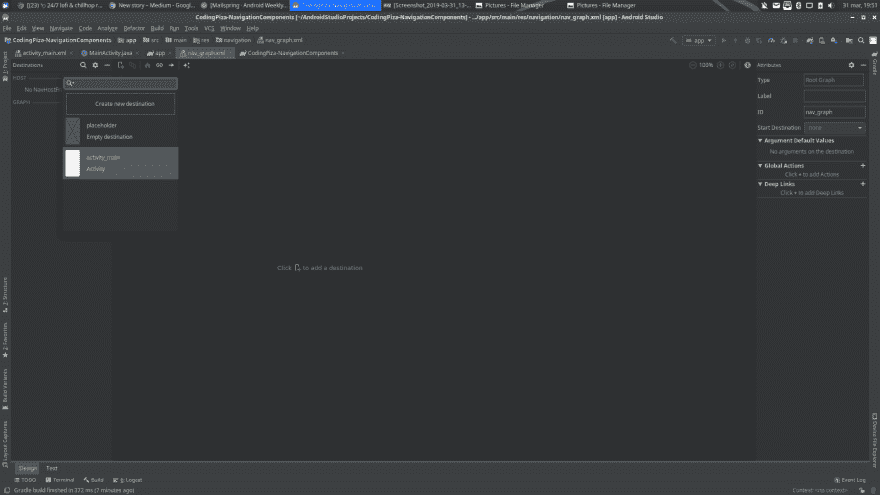 [(23) ½ 24/7 lofi & chillhop r...
New story – Medium - Googl...
(Mailspring - Android Weekly...
[Screenshot_2019-03-31_13-...
Pictures - File Manager
Pictures - File Manager
31 mar, 19:51
CodingPiza-NavigationComponents [~/AndroidStudioProjects/CodingPiza-NavigationComponents] - .../app/src/main/res/navigation/nav_graph.xml [app] - Android Studio
File Edit View Navigate Code Analyze Refactor Build Run Tools VCS Window Help
CodingPiza-NavigationComponents app src main res navigation nav_graph.xml
app
activity_main.xml MainActivity.java app nav_graph.xml CodingPiza-NavigationComponents
Destinations
100%
Attributes
HOST
No NavHostF
GRAPH
Create new destination
placeholder
Empty destination
activity_main
Activity
Click to add a destination
Type Root Graph
Label
ID nav_graph
Start Destination none
Argument Default Values
No arguments on the destination
Global Actions
Click + to add Actions
Deep Links
Click + to add Deep Links
1: Project
Z: Structure
2: Favorites
Build Variants
Layout Captures
Gradle
Device File Explorer
Design Text
TODO Terminal Build 6: Logcat Event Log
Gradle build finished in 372 ms (7 minutes ago)
Context: <no context>